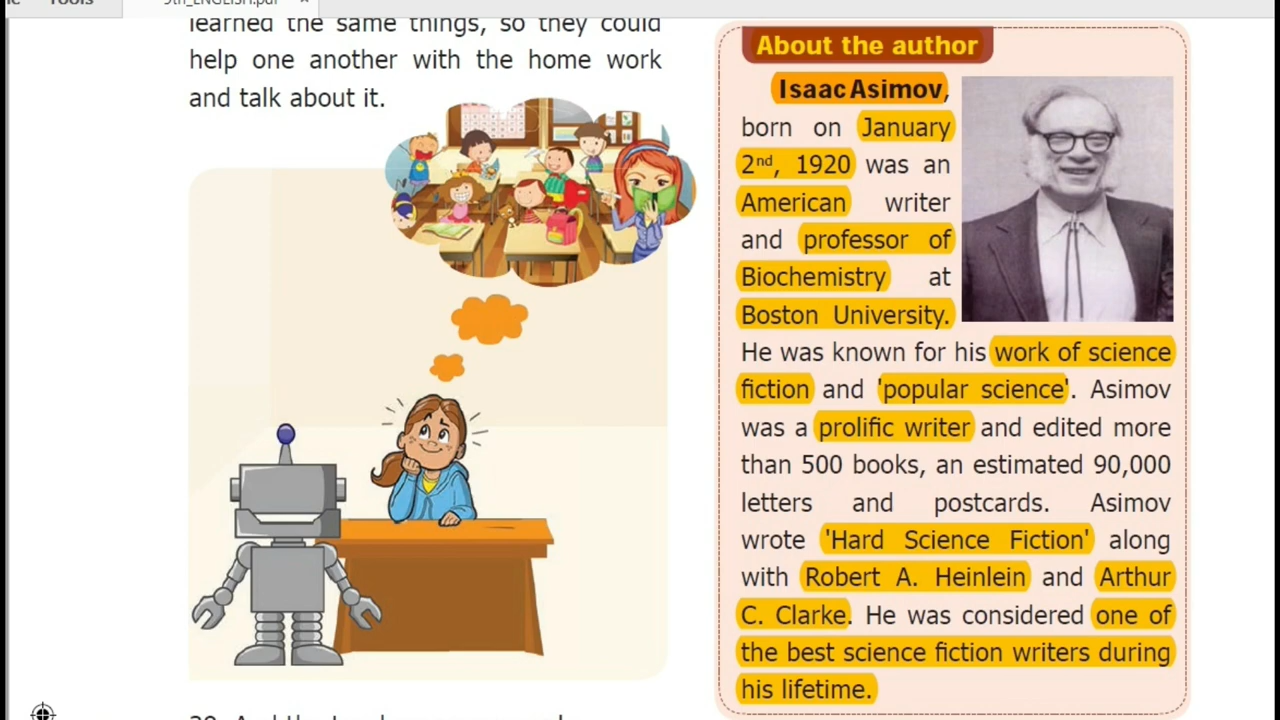 Tools
9th_ENGLISH.pdf
learned the same things, so they could
help one another with the home work
and talk about it.
About the author
Isaac Asimov,
born on January
2nd, 1920 was an
American writer
and professor of
Biochemistry at
Boston University.
He was known for his work of science
fiction and 'popular science'. Asimov
was a prolific writer and edited more
than 500 books, an estimated 90,000
letters and postcards. Asimov
wrote 'Hard Science Fiction' along
with Robert A. Heinlein and Arthur
C. Clarke. He was considered one of
the best science fiction writers during
his lifetime.